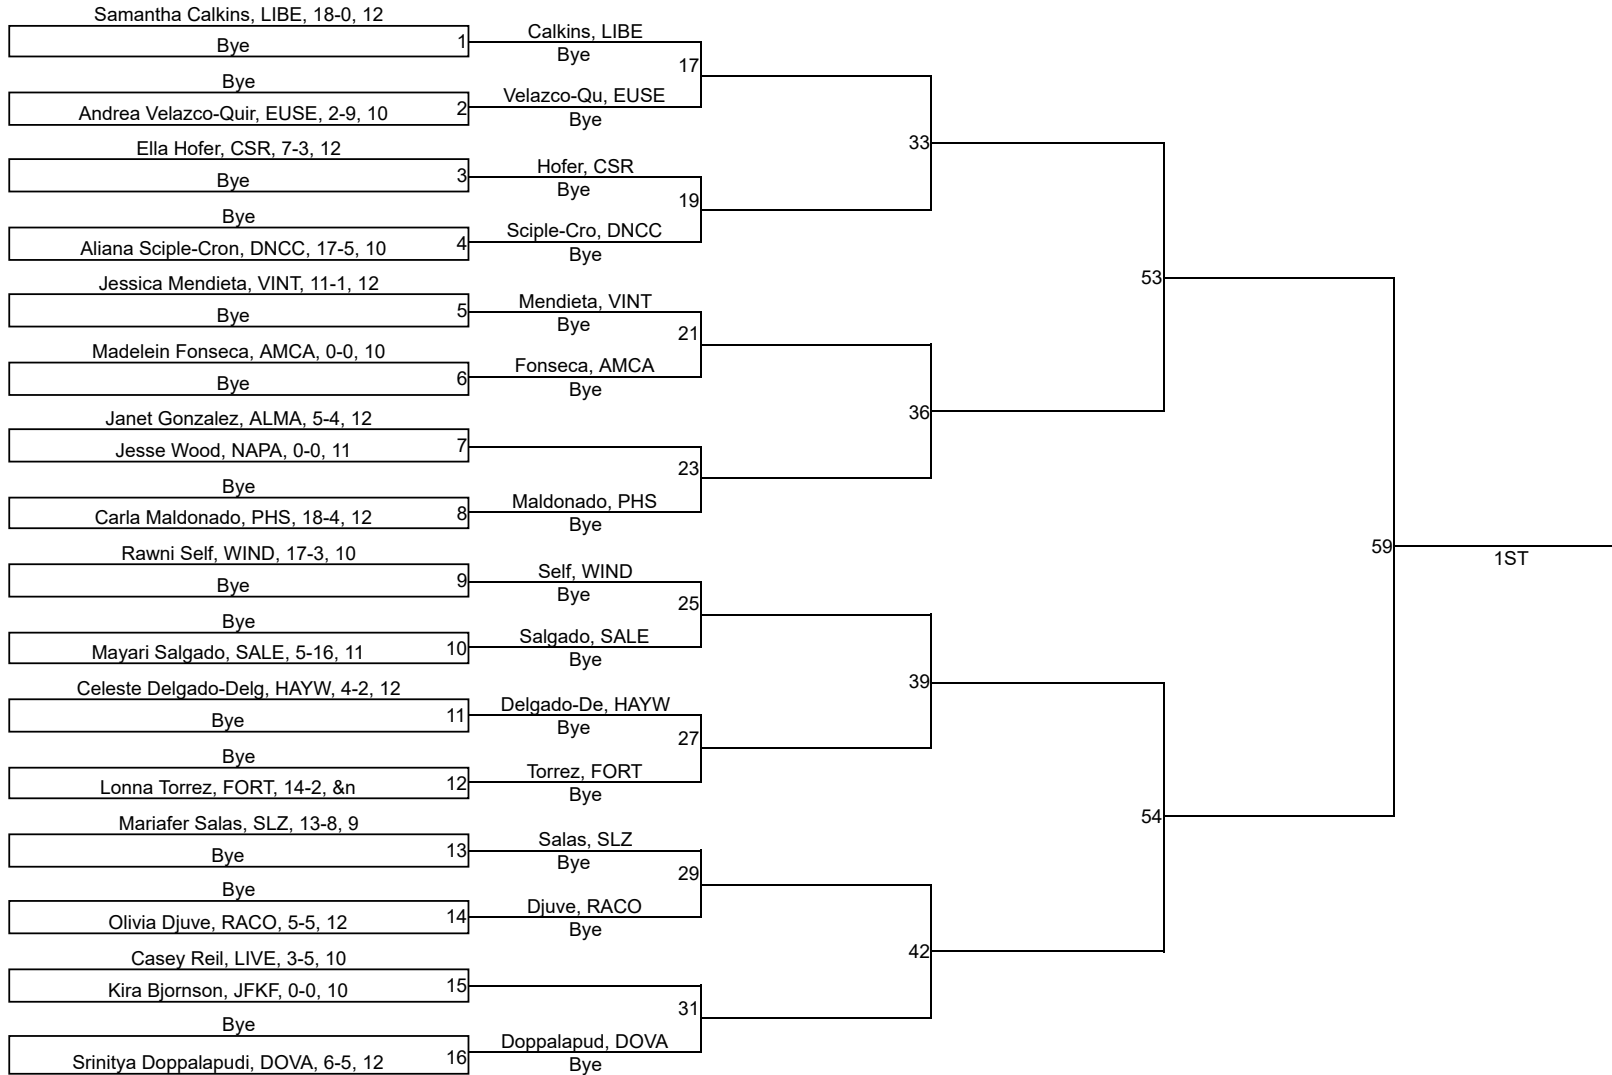 Samantha Calkins, LIBE, 18-0, 12
Bye
1
Bye
Andrea Velazco-Quir, EUSE, 2-9, 10
2
Ella Hofer, CSR, 7-3, 12
Bye
3
Bye
Aliana Sciple-Cron, DNCC, 17-5, 10
4
Jessica Mendieta, VINT, 11-1, 12
Bye
5
Madelein Fonseca, AMCA, 0-0, 10
Bye
6
Janet Gonzalez, ALMA, 5-4, 12
Jesse Wood, NAPA, 0-0, 11
7
Bye
Carla Maldonado, PHS, 18-4, 12
8
Rawni Self, WIND, 17-3, 10
Bye
9
Bye
Mayari Salgado, SALE, 5-16, 11
10
Celeste Delgado-Delg, HAYW, 4-2, 12
Bye
11
Bye
Lonna Torrez, FORT, 14-2, &n
12
Mariafer Salas, SLZ, 13-8, 9
Bye
13
Bye
Olivia Djuve, RACO, 5-5, 12
14
Casey Reil, LIVE, 3-5, 10
Kira Bjornson, JFKF, 0-0, 10
15
Bye
Srinitya Doppalapudi, DOVA, 6-5, 12
16
Calkins, LIBE
Bye
17
Velazco-Qu, EUSE
Bye
Hofer, CSR
Bye
19
Sciple-Cro, DNCC
Bye
Mendieta, VINT
Bye
21
Fonseca, AMCA
Bye
23
Maldonado, PHS
Bye
Self, WIND
Bye
25
Salgado, SALE
Bye
Delgado-De, HAYW
Bye
27
Torrez, FORT
Bye
Salas, SLZ
Bye
29
Djuve, RACO
Bye
31
Doppalapud, DOVA
Bye
33
36
39
42
53
54
59
1ST